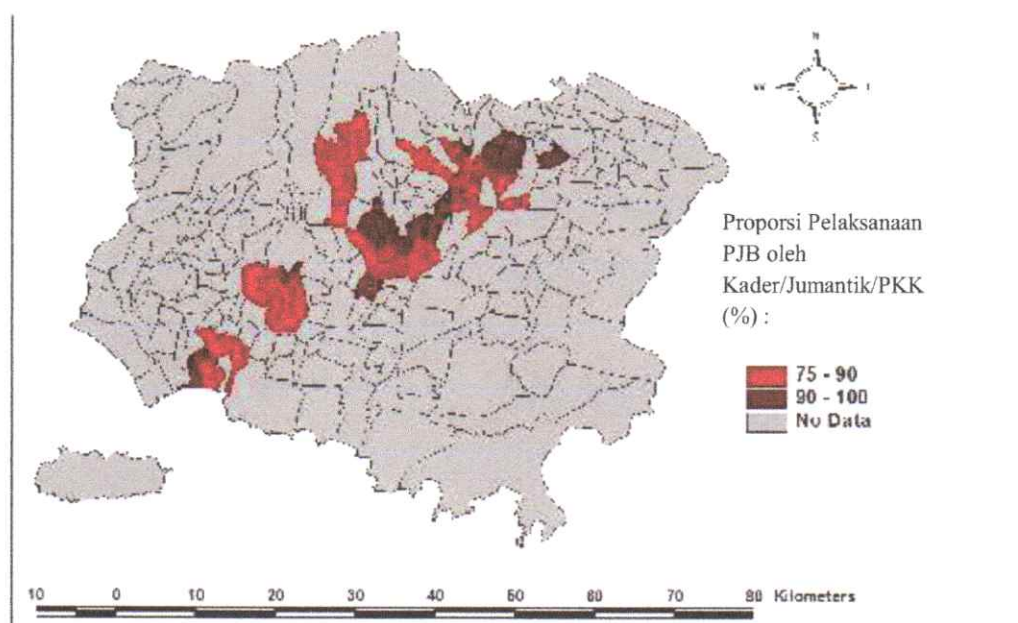 N
W
S
Proporsi Pelaksanaan
PJB oleh
Kader/Jumantik/PKK
(%) :
75 - 90
90 - 100
No Data
10 0 10 20 30 40 50 60 70 80 Kilometers